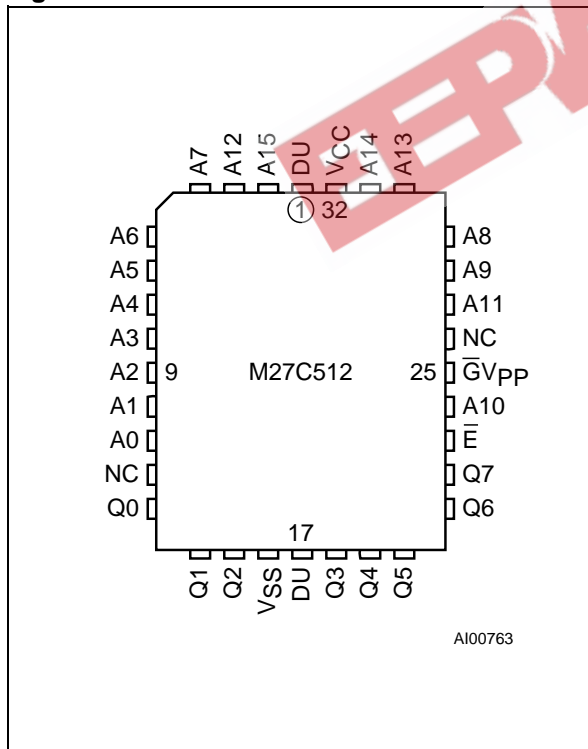 A7 A12 A15 DU VCC A14 A13
1 32
A6 A8
A5 A9
A4 A11
A3 NC
A2 9 M27C512 25 G̅VPP
A1 A10
A0 E̅
NC Q7
Q0 Q6
17
Q1 Q2 VSS DU Q3 Q4 Q5
AI00763